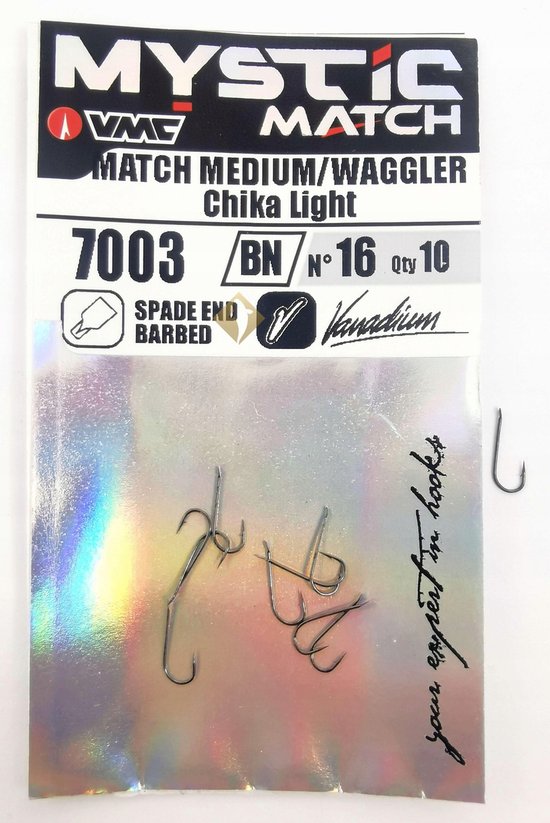 MYSTIC
VMC MATCH
MATCH MEDIUM/WAGGLER
Chika Light
7003 BN N° 16 Qty 10
SPADE END
BARBED
Vanadium
your expert in hooks